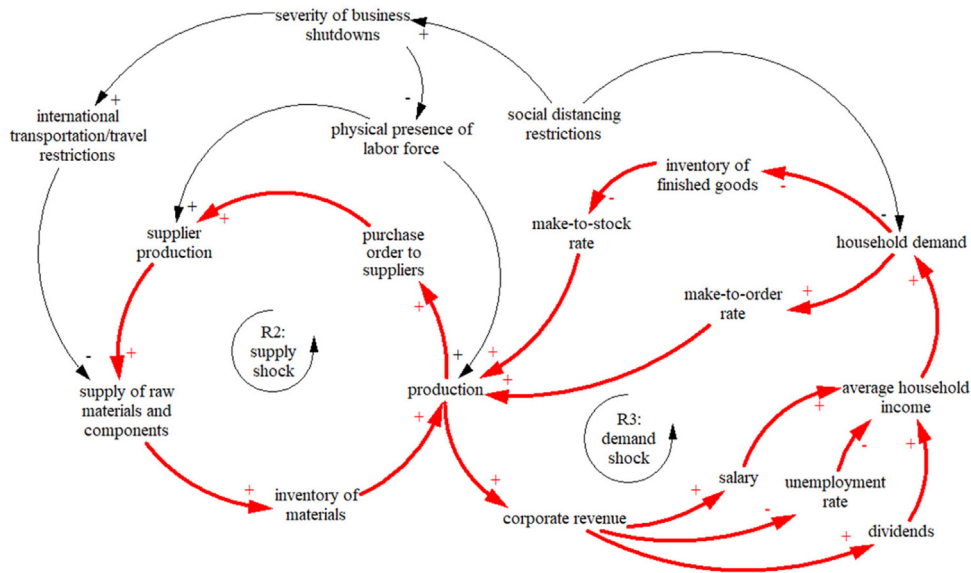 severity of business
shutdowns
+
-
+
international
transportation/travel
restrictions
physical presence of
labor force
social distancing
restrictions
inventory of
finished goods
-
-
make-to-stock
rate
+
+
supplier
production
purchase
order to
suppliers
-
household demand
+
make-to-order
rate
+
+
R2:
supply
shock
-
+
supply of raw
materials and
components
+
+
+
production
+
average household
income
+
-
+
R3:
demand
shock
+
inventory of
materials
+
+
corporate revenue
+
salary
-
unemployment
rate
+
dividends